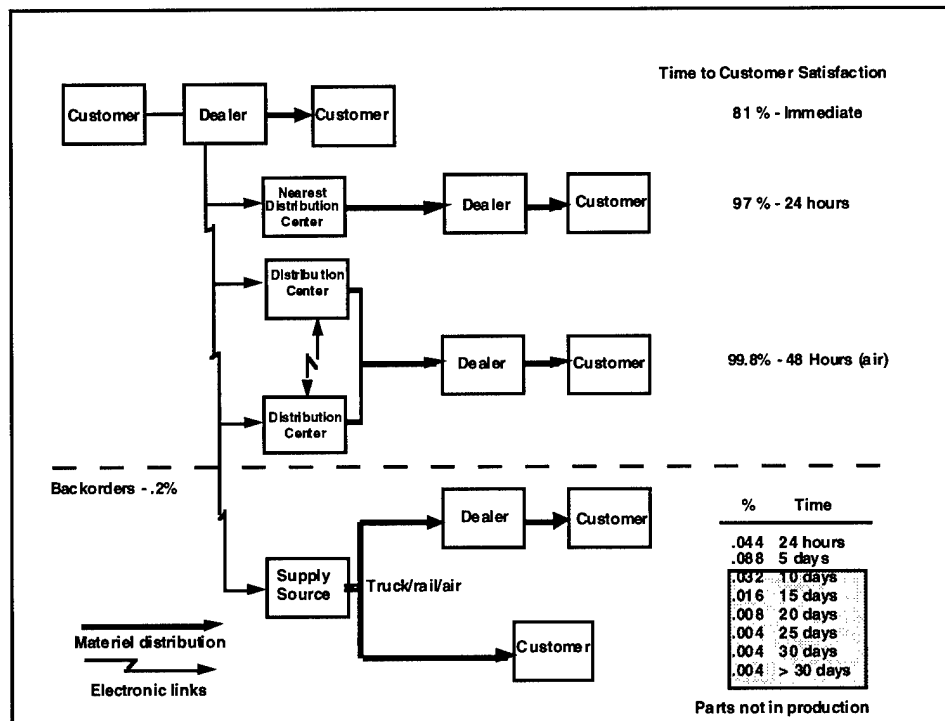 Time to Customer Satisfaction
Customer
Dealer
Customer
81 % - Immediate
Nearest
Distribution
Center
Dealer
Customer
97 % - 24 hours
Distribution
Center
Dealer
Customer
99.8% - 48 Hours (air)
Distribution
Center
Backorders - .2%
Dealer
Customer
% Time
.044 24 hours
.088 5 days
.032 10 days
.016 15 days
.008 20 days
.004 25 days
.004 30 days
.004 > 30 days
Supply
Source
Truck/rail/air
Customer
Materiel distribution
Electronic links
Parts not in production